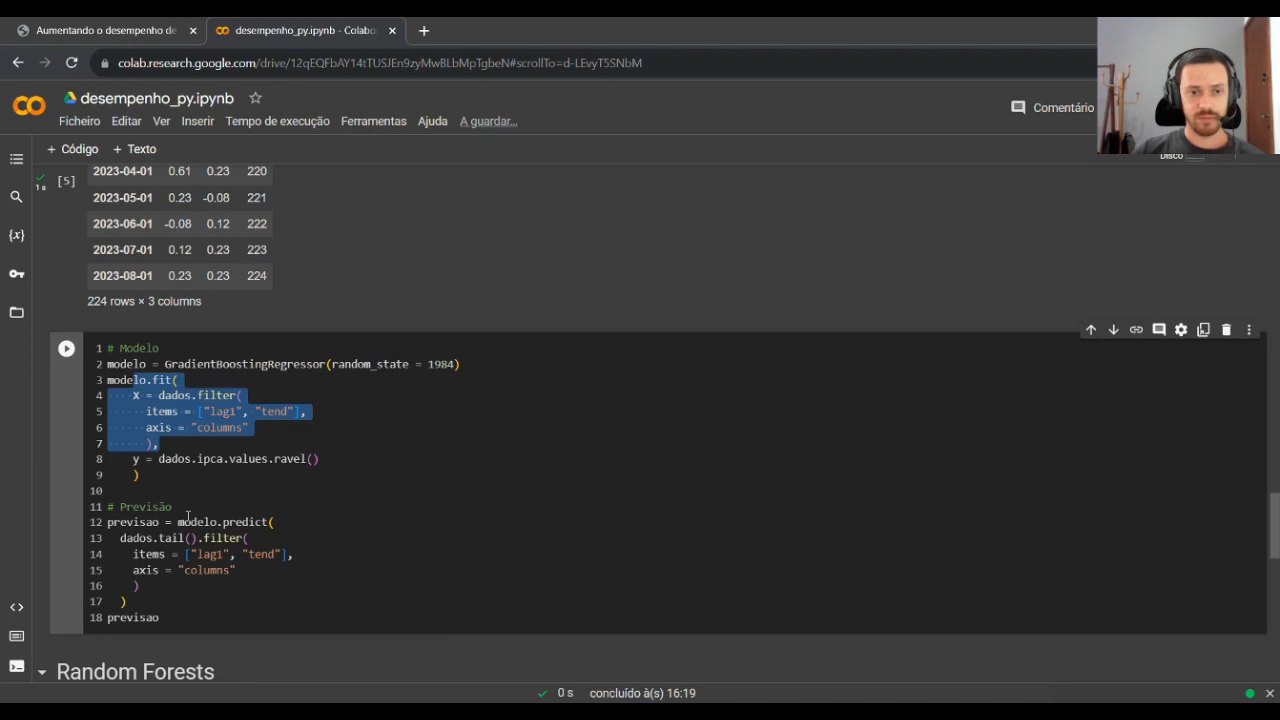 Aumentando o desempenho de
desempenho_py.ipynb - Colabo
colab.research.google.com/drive/12qEQFbAY14tTUSJEn9zyMwBLbMpTgbeN#scrollTo=d-LEvyT5SNbM
desempenho_py.ipynb
Comentário
Ficheiro Editar Ver Inserir Tempo de execução Ferramentas Ajuda A guardar...
+ Código + Texto
Disco
2023-04-01 0.61 0.23 220
[5]
1 s
2023-05-01 0.23 -0.08 221
2023-06-01 -0.08 0.12 222
2023-07-01 0.12 0.23 223
2023-08-01 0.23 0.23 224
224 rows × 3 columns
1 # Modelo
2 modelo = GradientBoostingRegressor(random_state = 1984)
3 modelo.fit(
4 X = dados.filter(
5 items = ["lag1", "tend"],
6 axis = "columns"
7 ),
8 y = dados.ipca.values.ravel()
9 )
10
11 # Previsão
12 previsao = modelo.predict(
13 dados.tail().filter(
14 items = ["lag1", "tend"],
15 axis = "columns"
16 )
17 )
18 previsao
Random Forests
0 s concluído à(s) 16:19